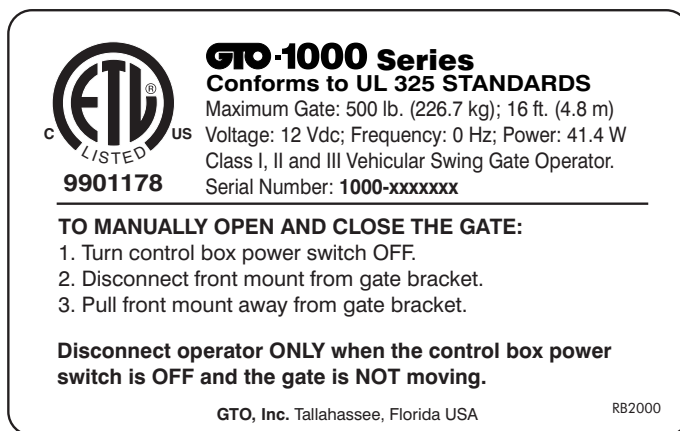 GTO-1000 Series
Conforms to UL 325 STANDARDS
Maximum Gate: 500 lb. (226.7 kg); 16 ft. (4.8 m)
Voltage: 12 Vdc; Frequency: 0 Hz; Power: 41.4 W
Class I, II and III Vehicular Swing Gate Operator.
Serial Number: 1000-xxxxxxx
ETL®
C US
LISTED
9901178
TO MANUALLY OPEN AND CLOSE THE GATE:
1. Turn control box power switch OFF.
2. Disconnect front mount from gate bracket.
3. Pull front mount away from gate bracket.
Disconnect operator ONLY when the control box power
switch is OFF and the gate is NOT moving.
GTO, Inc. Tallahassee, Florida USA
RB2000